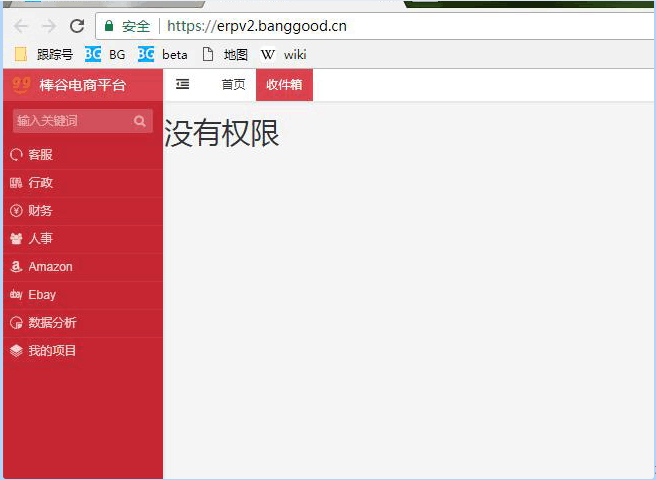 安全 https://erpv2.banggood.cn
跟踪号 BG BG BG beta 地图 W wiki
棒谷电商平台 首页 收件箱
输入关键词
没有权限
客服
行政
财务
人事
Amazon
ebay Ebay
数据分析
我的项目